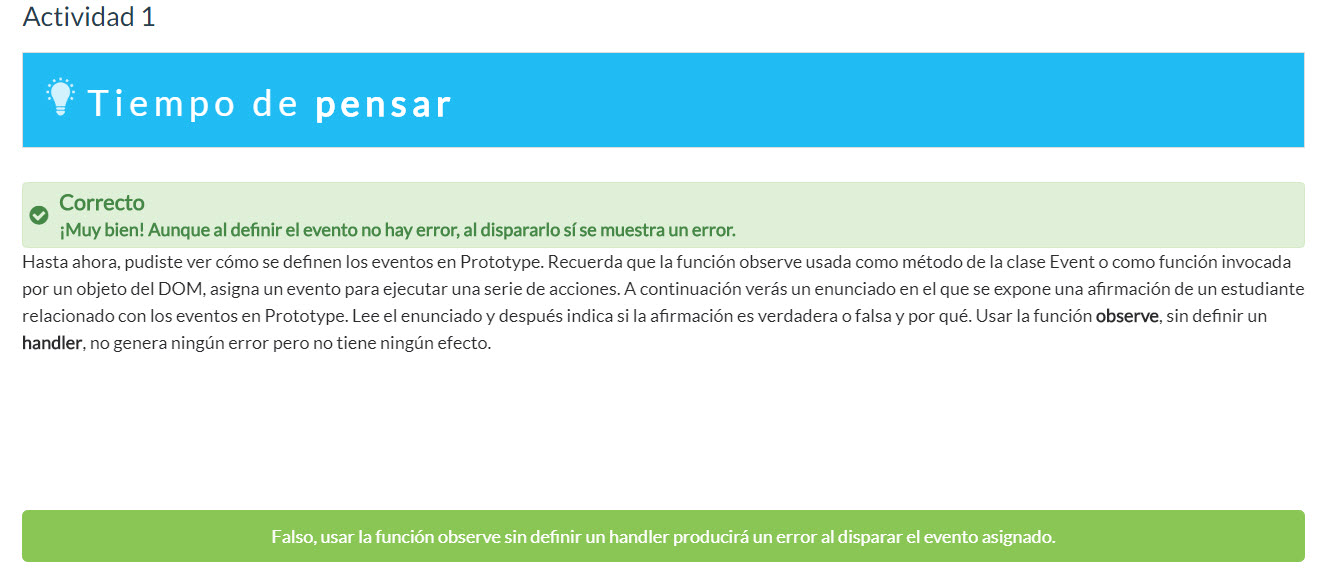 Actividad 1
Tiempo de pensar
Correcto
¡Muy bien! Aunque al definir el evento no hay error, al dispararlo sí se muestra un error.
Hasta ahora, pudiste ver cómo se definen los eventos en Prototype. Recuerda que la función observe usada como método de la clase Event o como función invocada
por un objeto del DOM, asigna un evento para ejecutar una serie de acciones. A continuación verás un enunciado en el que se expone una afirmación de un estudiante
relacionado con los eventos en Prototype. Lee el enunciado y después indica si la afirmación es verdadera o falsa y por qué. Usar la función observe, sin definir un
handler, no genera ningún error pero no tiene ningún efecto.
Falso, usar la función observe sin definir un handler producirá un error al disparar el evento asignado.